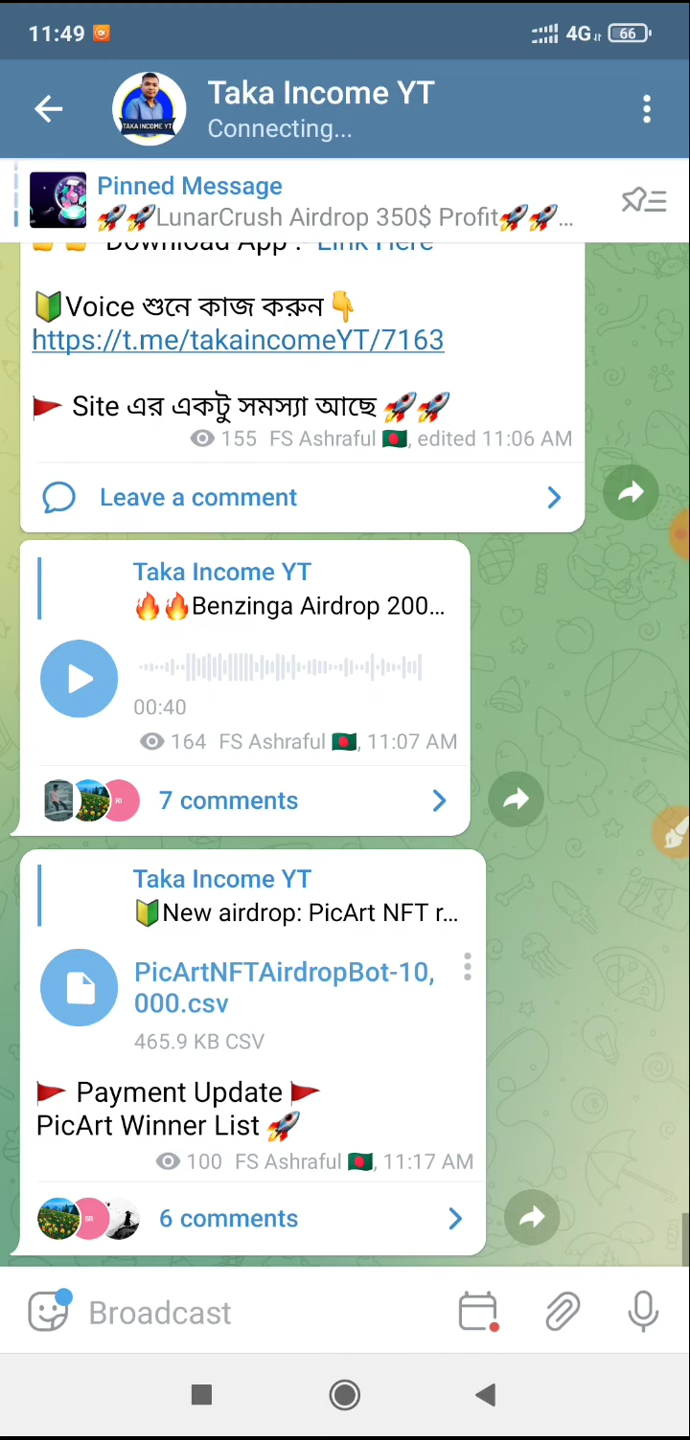 11:49 4G 66
TAKA INCOME YT
Taka Income YT
Connecting...
Pinned Message
🚀🚀LunarCrush Airdrop 350$ Profit🚀🚀...
Download App : Link Here
🔰Voice শুনে কাজ করুন👇
https://t.me/takaincomeYT/7163
🚩 Site এর একটু সমস্যা আছে 🚀🚀
155 FS Ashraful 🇧🇩, edited 11:06 AM
Leave a comment
Taka Income YT
🔥🔥Benzinga Airdrop 200...
00:40
164 FS Ashraful 🇧🇩, 11:07 AM
7 comments
Taka Income YT
🔰New airdrop: PicArt NFT r...
PicArtNFTAirdropBot-10,
000.csv
465.9 KB CSV
🚩 Payment Update 🚩
PicArt Winner List 🚀
100 FS Ashraful 🇧🇩, 11:17 AM
6 comments
Broadcast